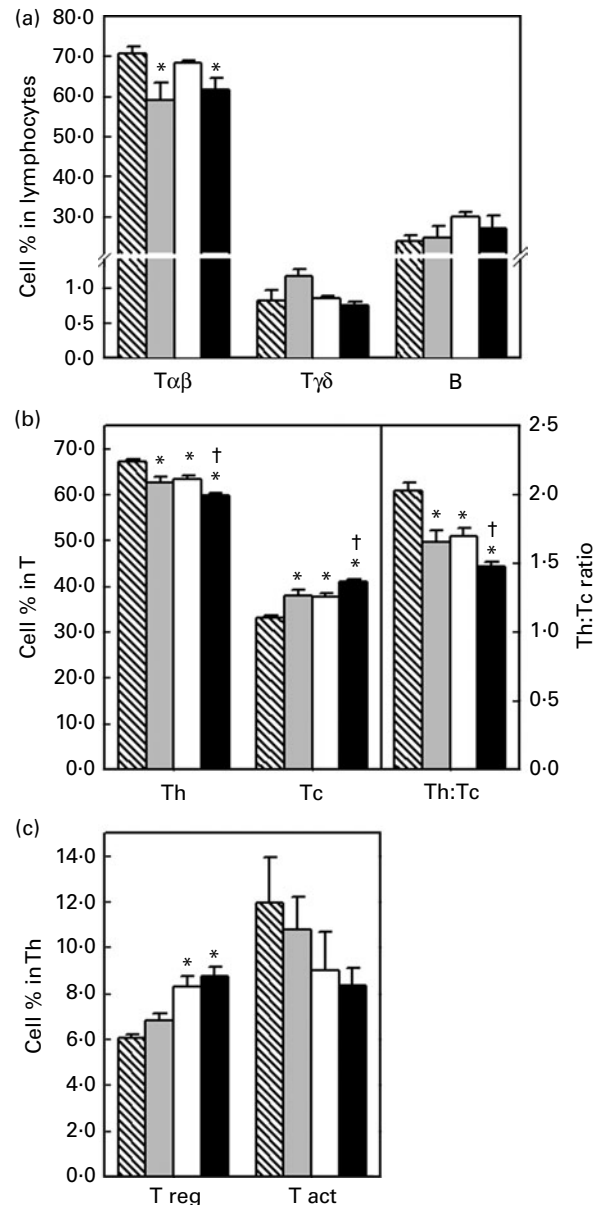 (a)
70·0
60·0
50·0
40·0
30·0
1·0
0·5
0·0
Cell % in lymphocytes
* *
Tαβ Tγδ B
(b)
70·0
60·0
50·0
40·0
30·0
20·0
10·0
0·0
Cell % in T
* * † *
* * † *
* * † *
2·5
2·0
1·5
1·0
0·5
0·0
Th:Tc ratio
Th Tc Th:Tc
(c)
14·0
12·0
10·0
8·0
6·0
4·0
2·0
0·0
Cell % in Th
* *
T reg T act